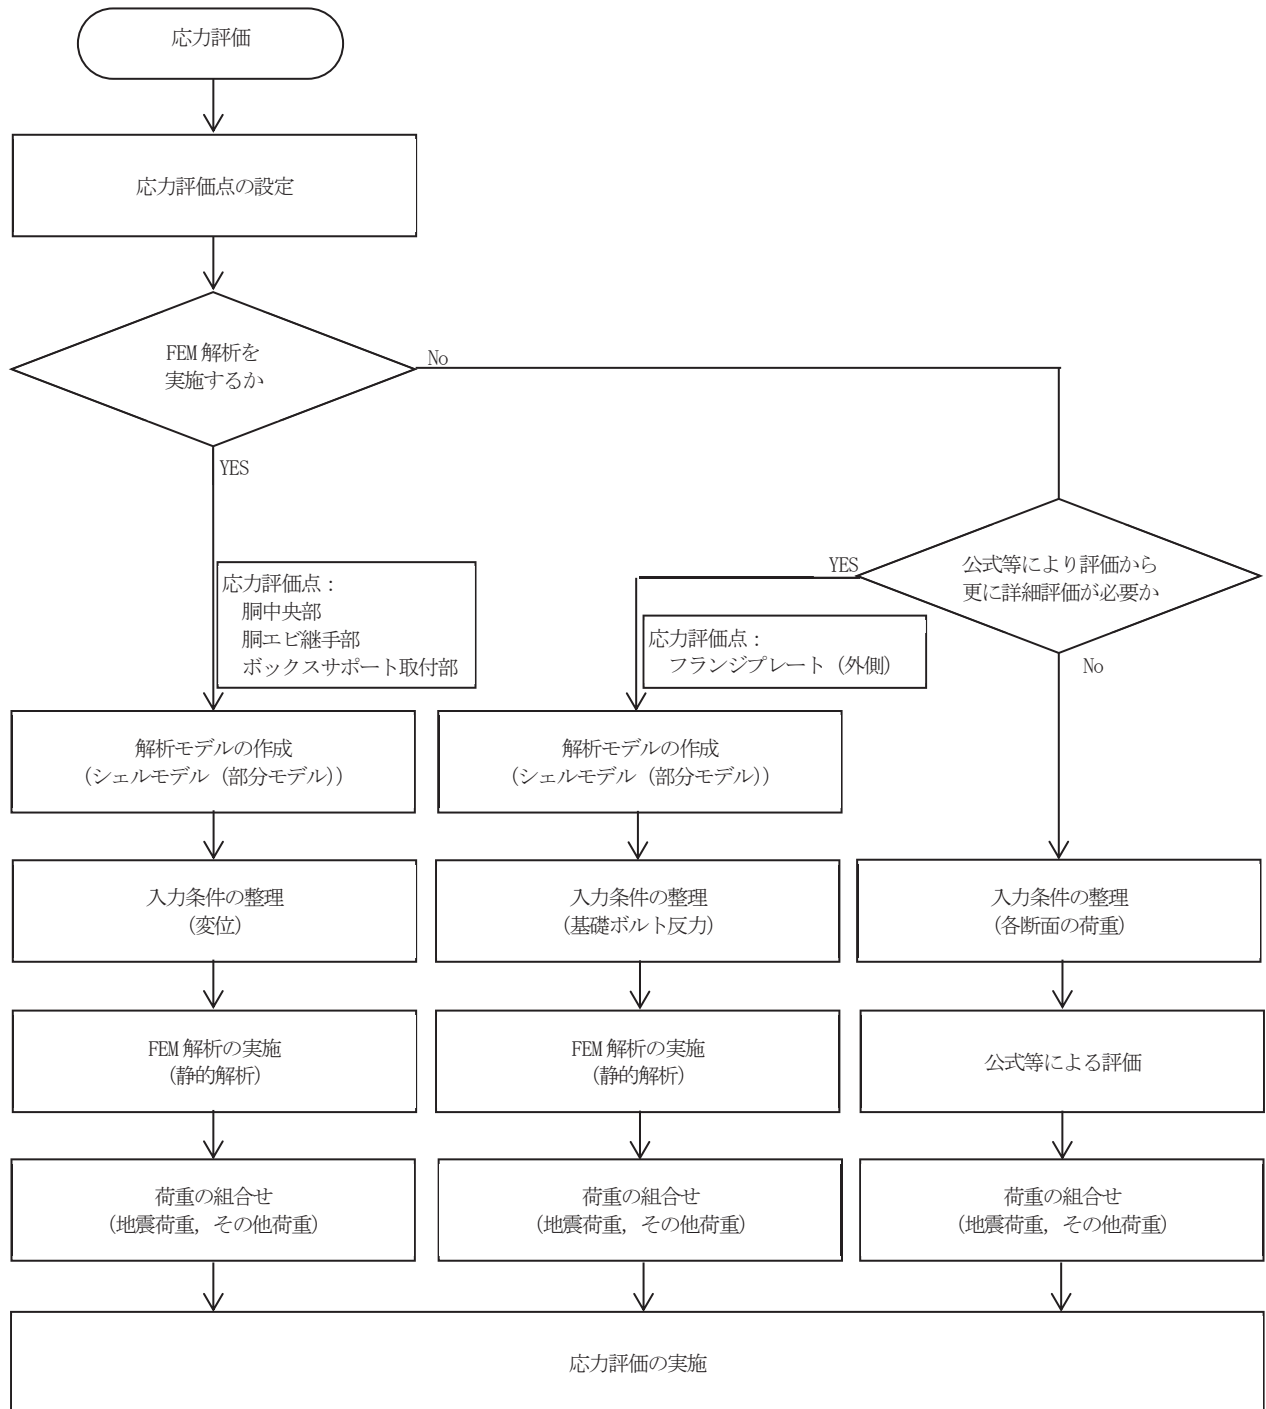 応力評価
応力評価点の設定
FEM 解析を
実施するか
No
YES
公式等により評価から
更に詳細評価が必要か
YES
No
応力評価点：
胴中央部
胴エビ継手部
ボックスサポート取付部
応力評価点：
フランジプレート（外側）
解析モデルの作成
（シェルモデル（部分モデル））
解析モデルの作成
（シェルモデル（部分モデル））
入力条件の整理
（変位）
入力条件の整理
（基礎ボルト反力）
入力条件の整理
（各断面の荷重）
FEM 解析の実施
（静的解析）
FEM 解析の実施
（静的解析）
公式等による評価
荷重の組合せ
（地震荷重，その他荷重）
荷重の組合せ
（地震荷重，その他荷重）
荷重の組合せ
（地震荷重，その他荷重）
応力評価の実施